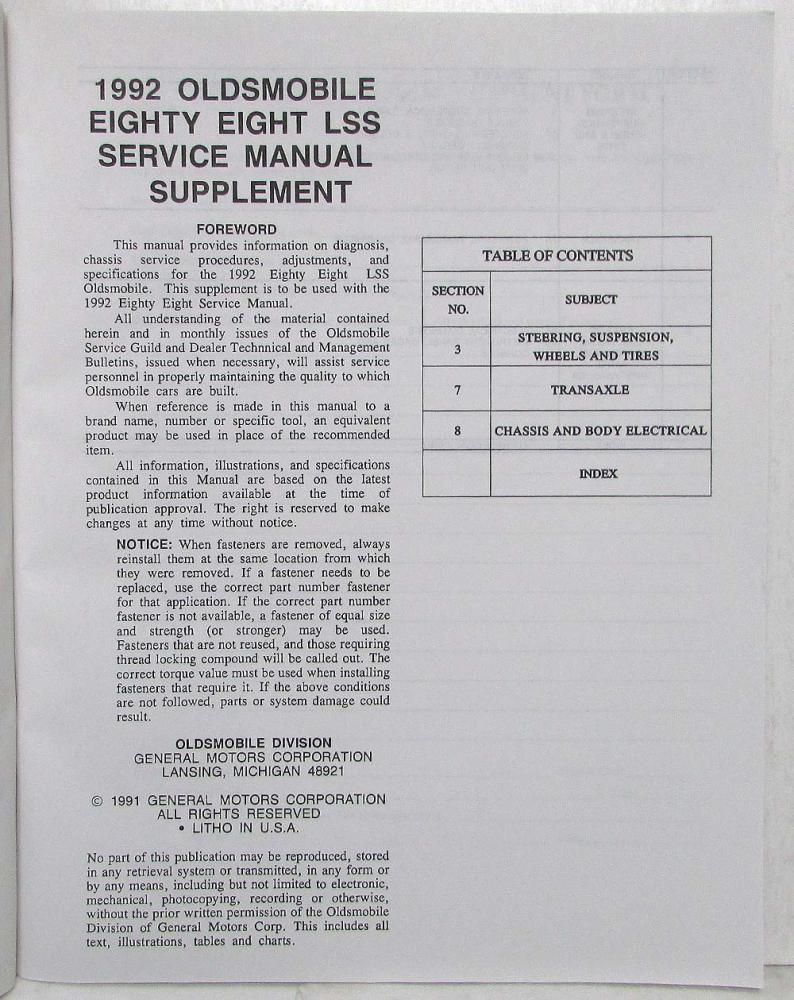 1992 OLDSMOBILE
EIGHTY EIGHT LSS
SERVICE MANUAL
SUPPLEMENT
FOREWORD
This manual provides information on diagnosis,
chassis service procedures, adjustments, and
specifications for the 1992 Eighty Eight LSS
Oldsmobile. This supplement is to be used with the
1992 Eighty Eight Service Manual.
All understanding of the material contained
herein and in monthly issues of the Oldsmobile
Service Guild and Dealer Technnical and Management
Bulletins, issued when necessary, will assist service
personnel in properly maintaining the quality to which
Oldsmobile cars are built.
When reference is made in this manual to a
brand name, number or specific tool, an equivalent
product may be used in place of the recommended
item.
All information, illustrations, and specifications
contained in this Manual are based on the latest
product information available at the time of
publication approval. The right is reserved to make
changes at any time without notice.
NOTICE: When fasteners are removed, always
reinstall them at the same location from which
they were removed. If a fastener needs to be
replaced, use the correct part number fastener
for that application. If the correct part number
fastener is not available, a fastener of equal size
and strength (or stronger) may be used.
Fasteners that are not reused, and those requiring
thread locking compound will be called out. The
correct torque value must be used when installing
fasteners that require it. If the above conditions
are not followed, parts or system damage could
result.
OLDSMOBILE DIVISION
GENERAL MOTORS CORPORATION
LANSING, MICHIGAN 48921
© 1991 GENERAL MOTORS CORPORATION
ALL RIGHTS RESERVED
• LITHO IN U.S.A.
No part of this publication may be reproduced, stored
in any retrieval system or transmitted, in any form or
by any means, including but not limited to electronic,
mechanical, photocopying, recording or otherwise,
without the prior written permission of the Oldsmobile
Division of General Motors Corp. This includes all
text, illustrations, tables and charts.
TABLE OF CONTENTS
SECTION
NO.
SUBJECT
3
STEERING, SUSPENSION,
WHEELS AND TIRES
7
TRANSAXLE
8
CHASSIS AND BODY ELECTRICAL
INDEX